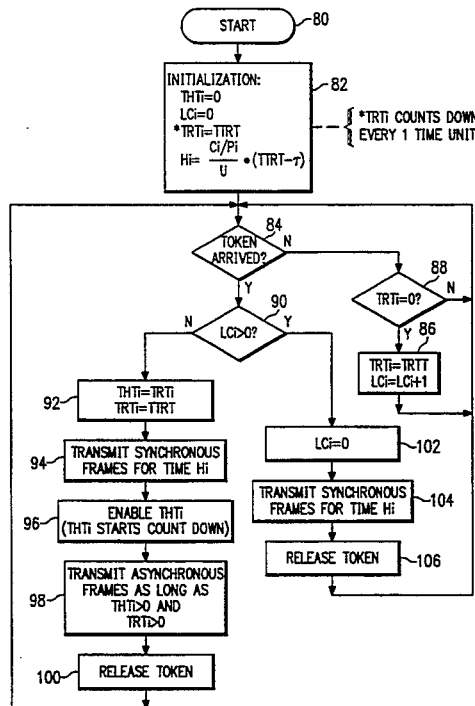 START
80
INITIALIZATION:
THTi=0
LCi=0
*TRTi=TTRT
Hi= Ci/Pi / U • (TTRT-τ)
82
*TRTi COUNTS DOWN
EVERY 1 TIME UNIT
TOKEN
ARRIVED?
84
N
Y
TRTi=0?
88
N
Y
LCi>0?
90
N
Y
86
TRTi=TRTT
LCi=LCi+1
92
THTi=TRTi
TRTi=TTRT
LCi=0
102
94
TRANSMIT SYNCHRONOUS
FRAMES FOR TIME Hi
TRANSMIT SYNCHRONOUS
FRAMES FOR TIME Hi
104
96
ENABLE THTi
(THTi STARTS COUNT DOWN)
RELEASE TOKEN
106
98
TRANSMIT ASYNCHRONOUS
FRAMES AS LONG AS
THTi>0 AND
TRTi>0
100
RELEASE TOKEN